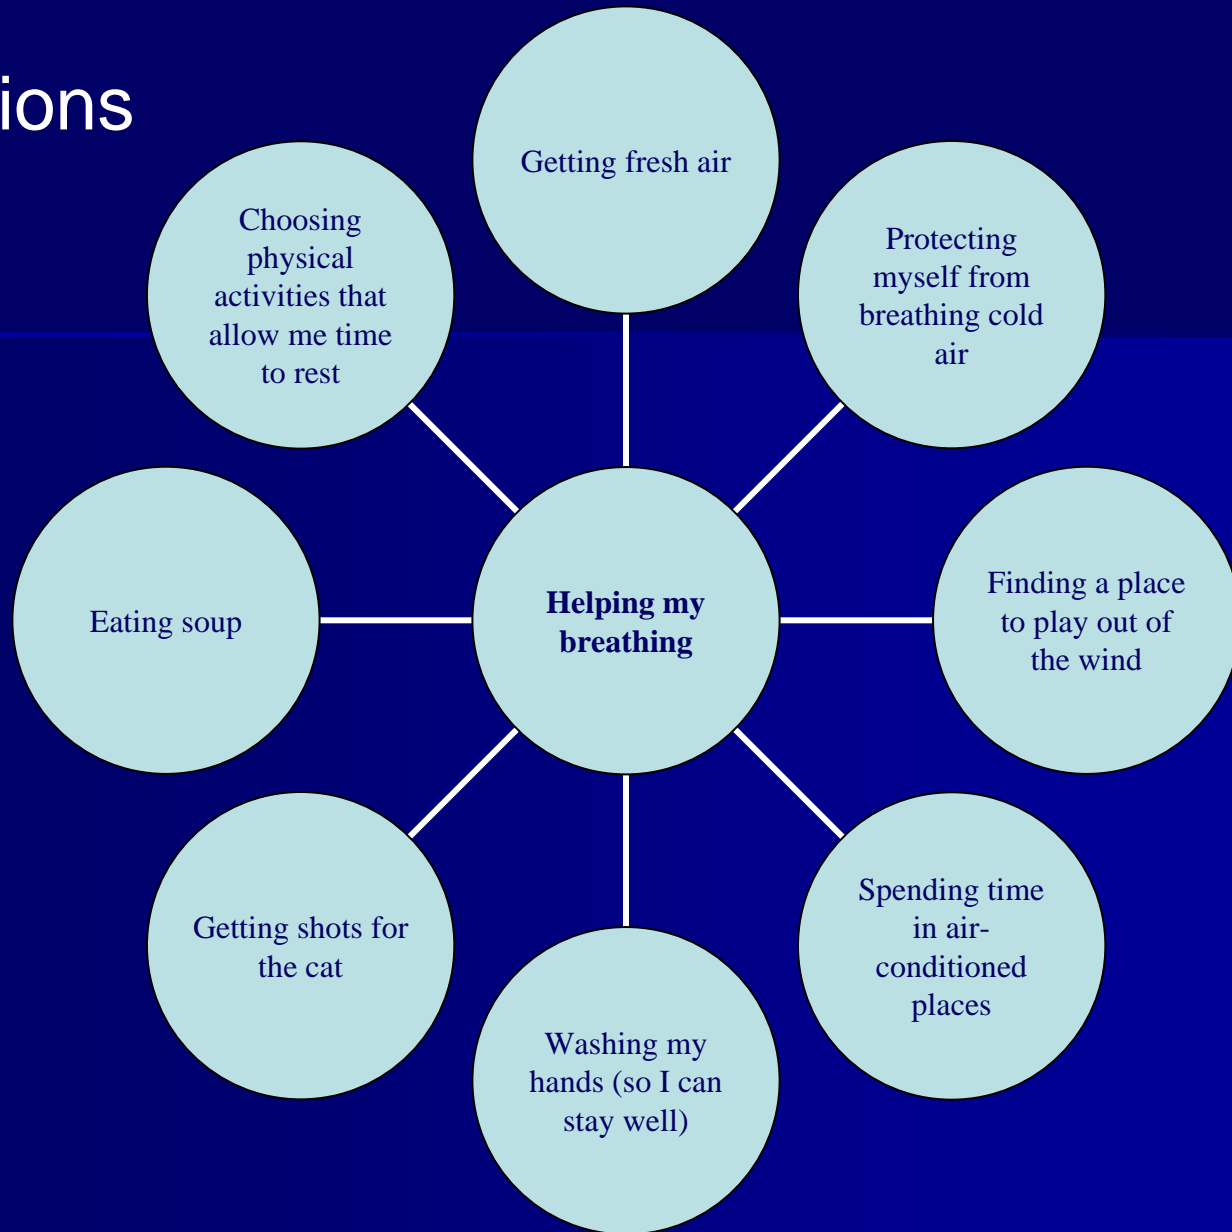 ions
Getting fresh air
Choosing
physical
activities that
allow me time
to rest
Protecting
myself from
breathing cold
air
Eating soup
Helping my
breathing
Finding a place
to play out of
the wind
Getting shots for
the cat
Spending time
in air-
conditioned
places
Washing my
hands (so I can
stay well)